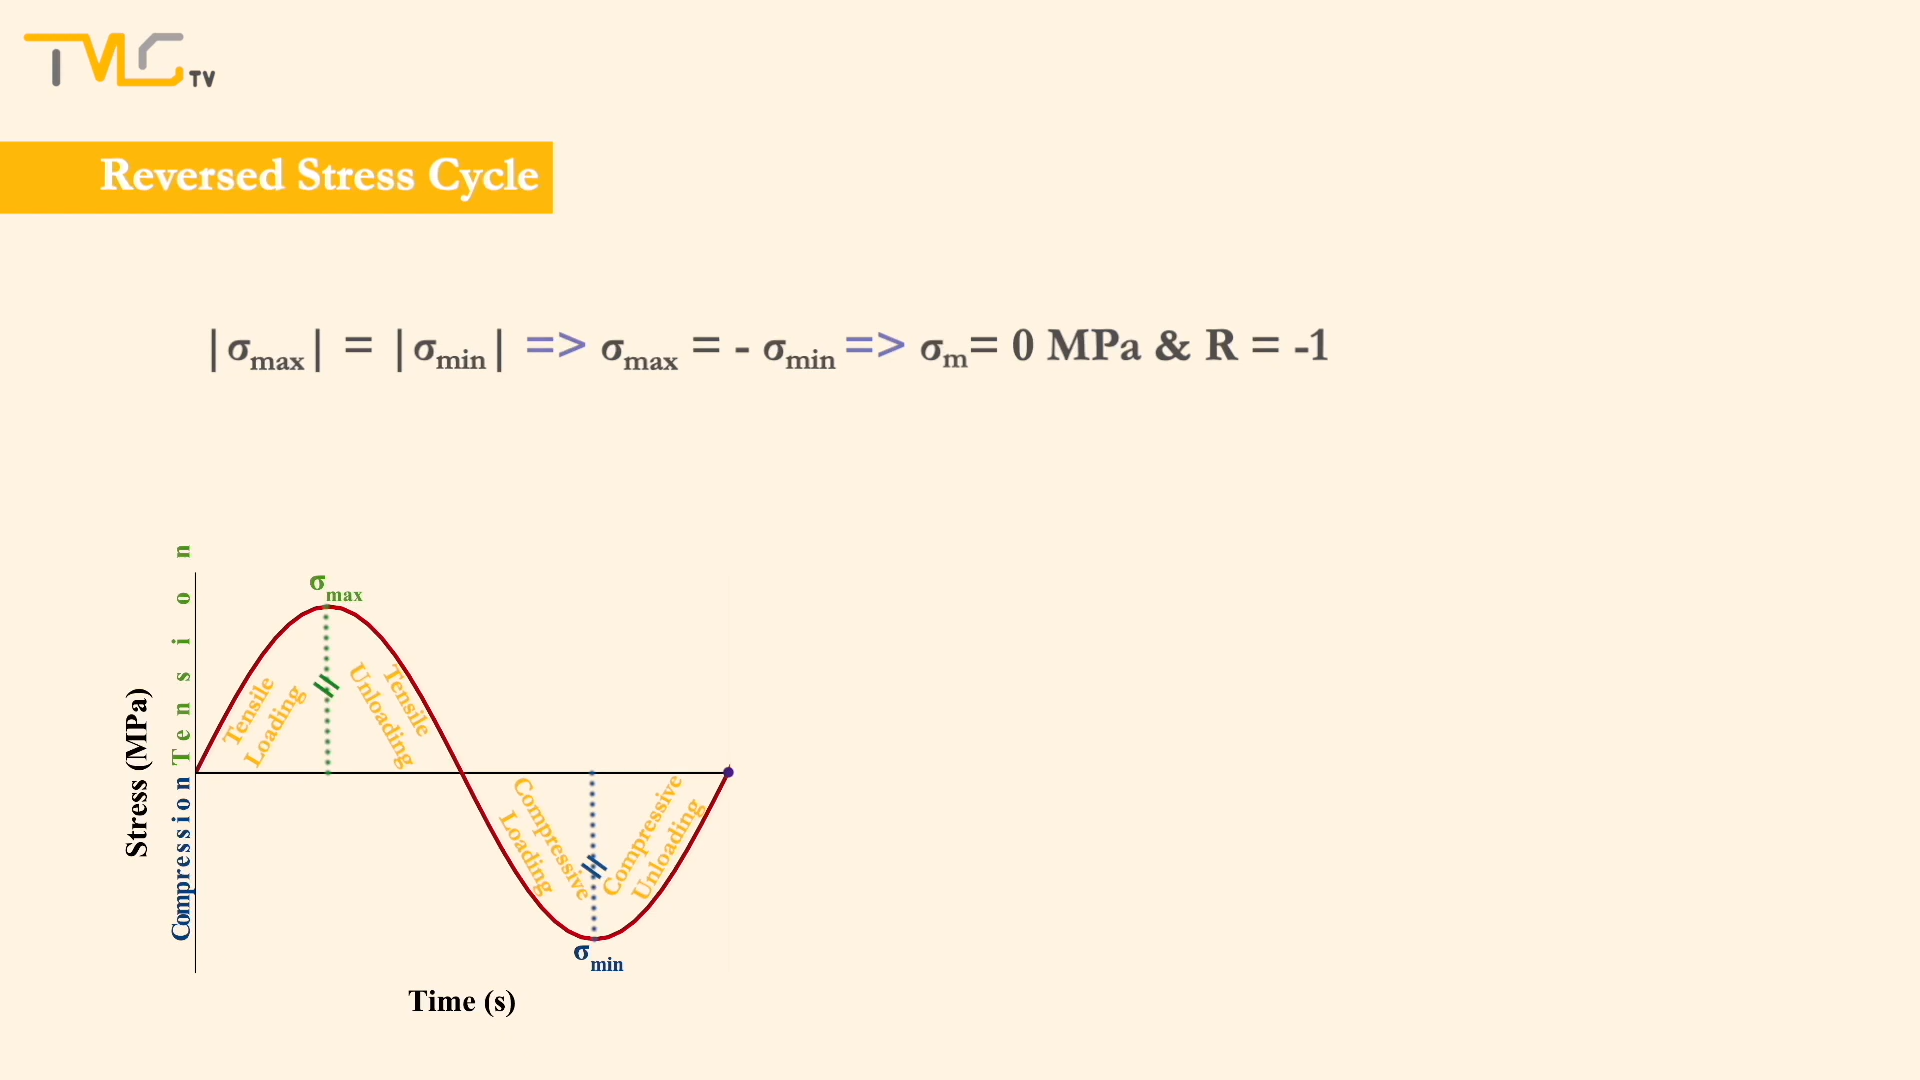 TMC TV
Reversed Stress Cycle
|σmax| = |σmin| => σmax = - σmin => σm= 0 MPa & R = -1
Stress (MPa)
Tension
Compression
σmax
Tensile
Loading
Tensile
Unloading
Compressive
Loading
Compressive
Unloading
σmin
Time (s)